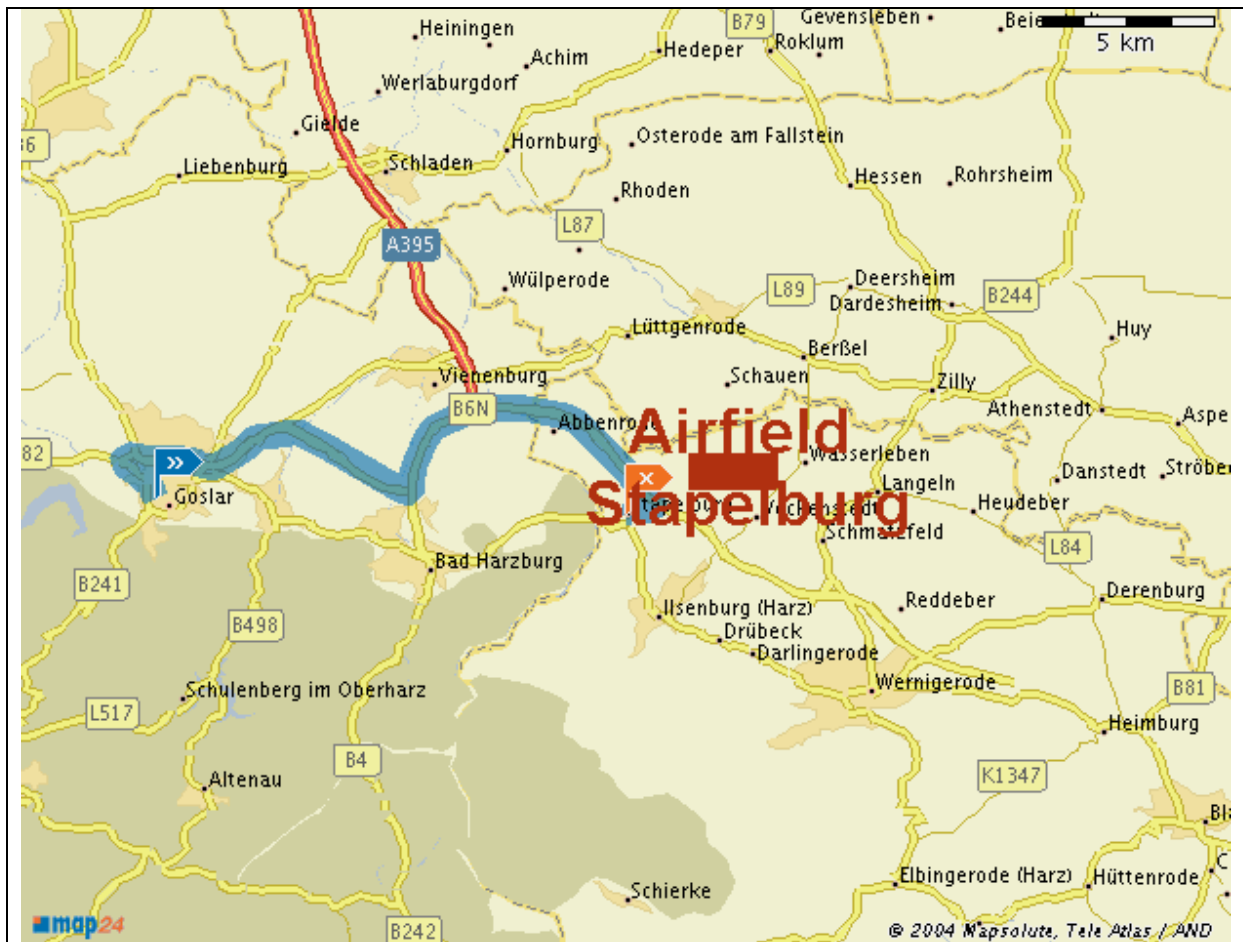 B79
Gevensleben
Heiningen
Roklum
5 km
Achim
Hedeper
Werlaburgdorf
Gielde
Hornburg
Osterode am Fallstein
Liebenburg
Schladen
Hessen
Rohrsheim
Rhoden
L87
A395
Wülperode
Deersheim
L89
Dardesheim
B244
Lüttgenrode
Huy
Berßel
Vienenburg
Schauen
Zilly
B6N
Athenstedt
Abbenrode
Airfield
82
Wasserleben
Danstedt
Goslar
Langeln
Heudeber
Stapelburg
Stapelburg
Veckenstedt
Schmatzfeld
L84
Bad Harzburg
B241
Derenburg
Ilsenburg (Harz)
Reddeber
B498
Drübeck
Darlingerode
Schulenberg im Oberharz
Wernigerode
B81
L517
Heimburg
B4
Altenau
K1347
Elbingerode (Harz)
Hüttenrode
Schierke
map24
B242
© 2004 Mapsolute, Tele Atlas / AND